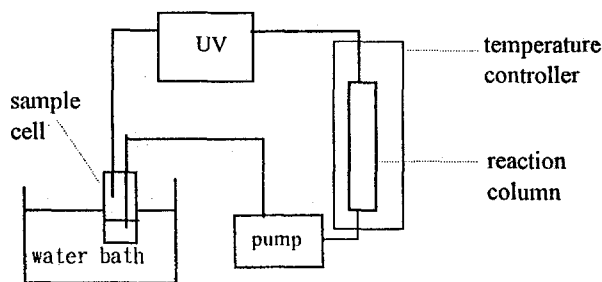 UV
temperature
controller
sample
cell
reaction
column
pump
water bath